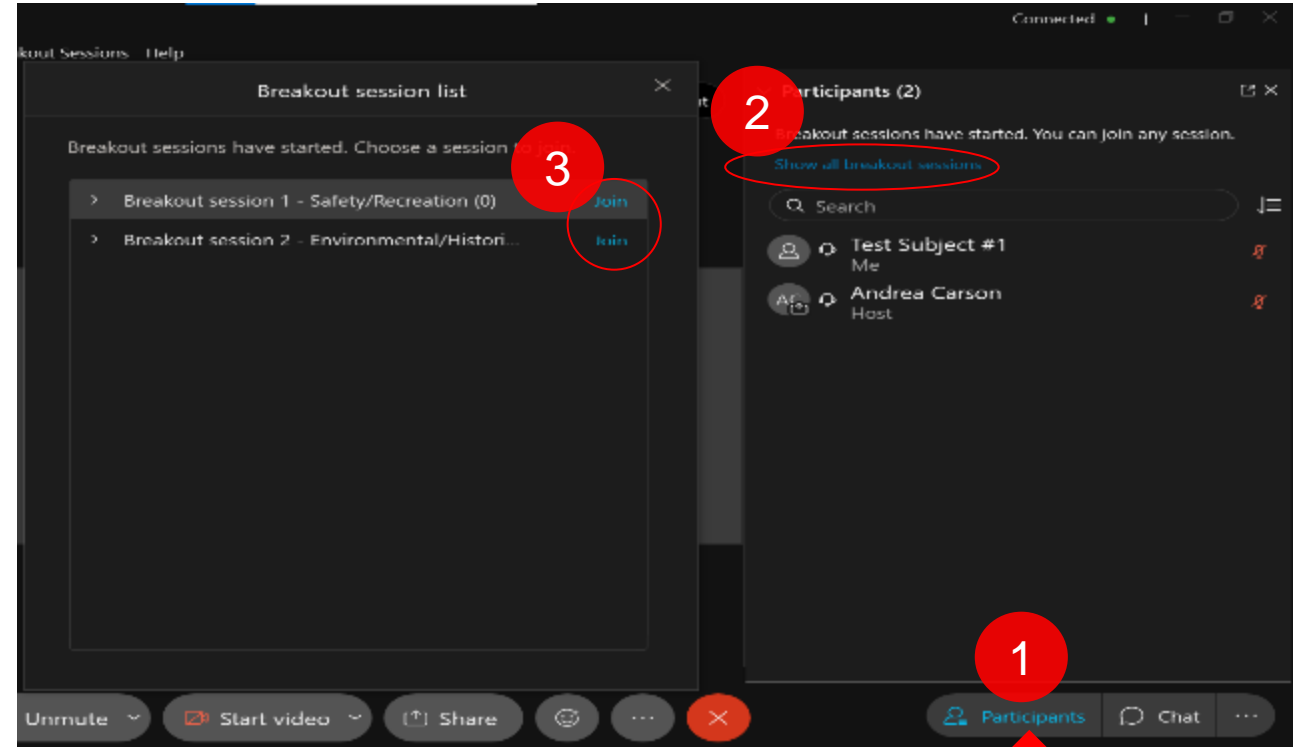 Connected
kout Sessions Help
Breakout session list
Breakout sessions have started. Choose a session
Breakout session 1 - Safety/Recreation (0) Join
Breakout session 2 - Environmental/Histori... Join
3
2
Participants (2)
Breakout sessions have started. You can join any session.
Show all breakout sessions
Search
Test Subject #1
Me
Andrea Carson
Host
1
Unmute
Start video
Share
...
Participants
Chat
...